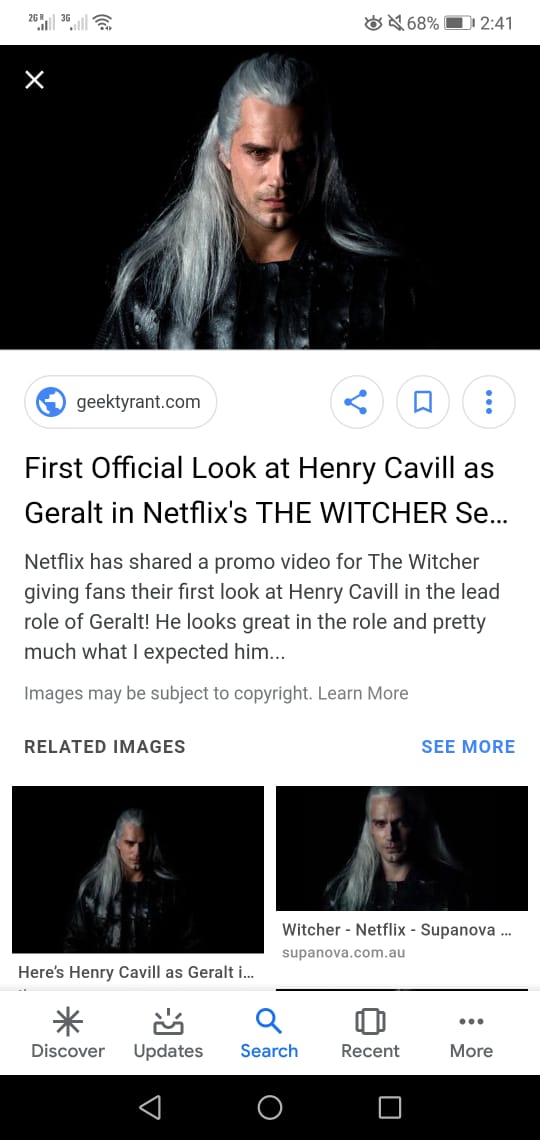 2G R 3G 68% 2:41
geektyrant.com
First Official Look at Henry Cavill as
Geralt in Netflix's THE WITCHER Se...
Netflix has shared a promo video for The Witcher
giving fans their first look at Henry Cavill in the lead
role of Geralt! He looks great in the role and pretty
much what I expected him...
Images may be subject to copyright. Learn More
RELATED IMAGES SEE MORE
Witcher - Netflix - Supanova ...
supanova.com.au
Here's Henry Cavill as Geralt i...
Discover Updates Search Recent More